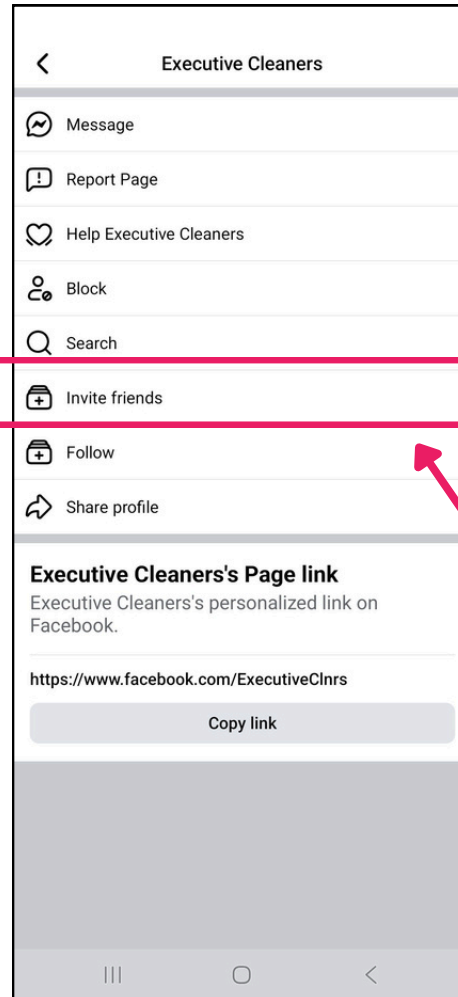 Executive Cleaners
Message
Report Page
Help Executive Cleaners
Block
Search
Invite friends
Follow
Share profile
Executive Cleaners's Page link
Executive Cleaners's personalized link on
Facebook.
https://www.facebook.com/ExecutiveClnrs
Copy link